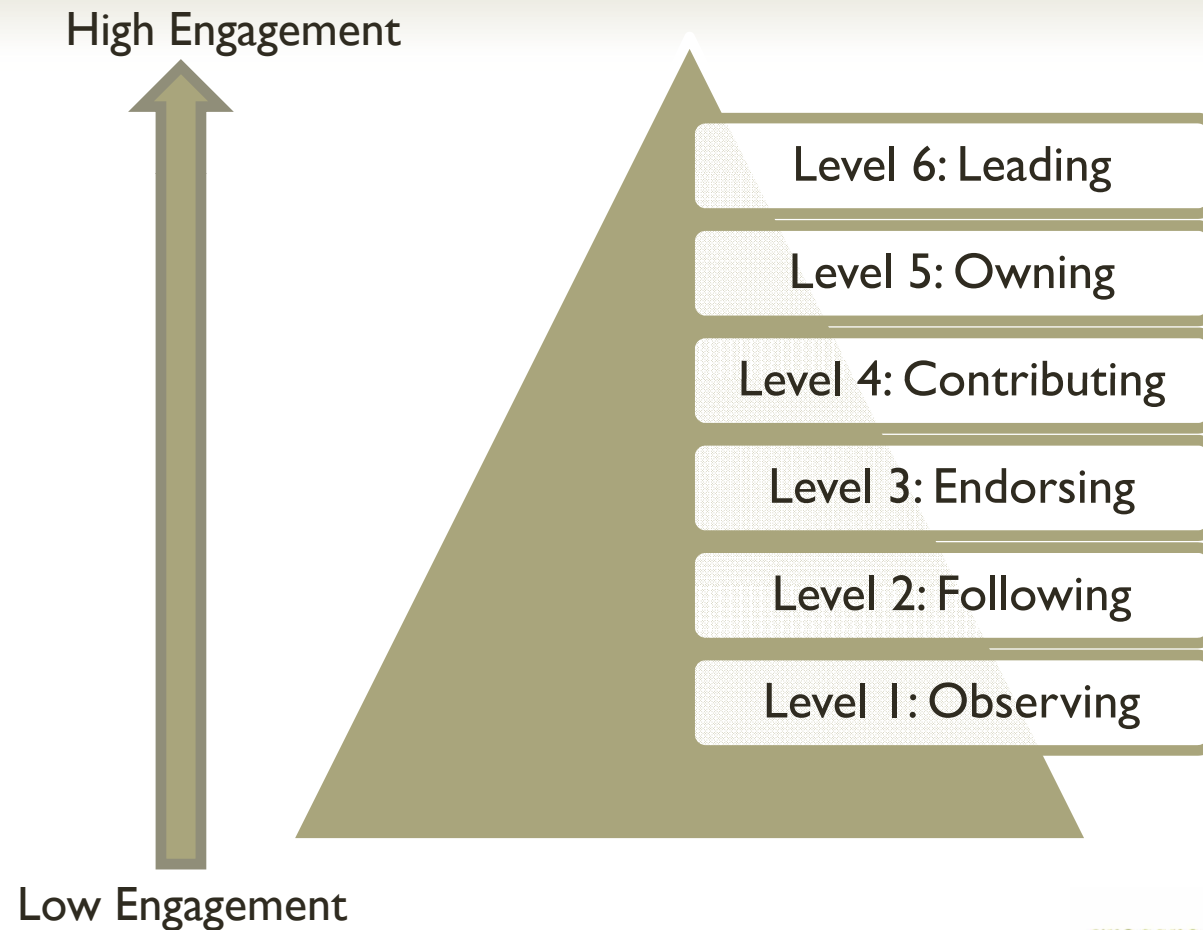 High Engagement
Level 6: Leading
Level 5: Owning
Level 4: Contributing
Level 3: Endorsing
Level 2: Following
Level 1: Observing
Low Engagement